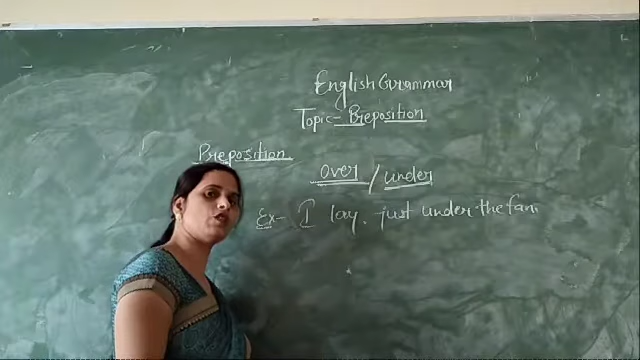 English Grammar
Topic - Preposition
Preposition
over / under
Ex- I lay. just under the fan.